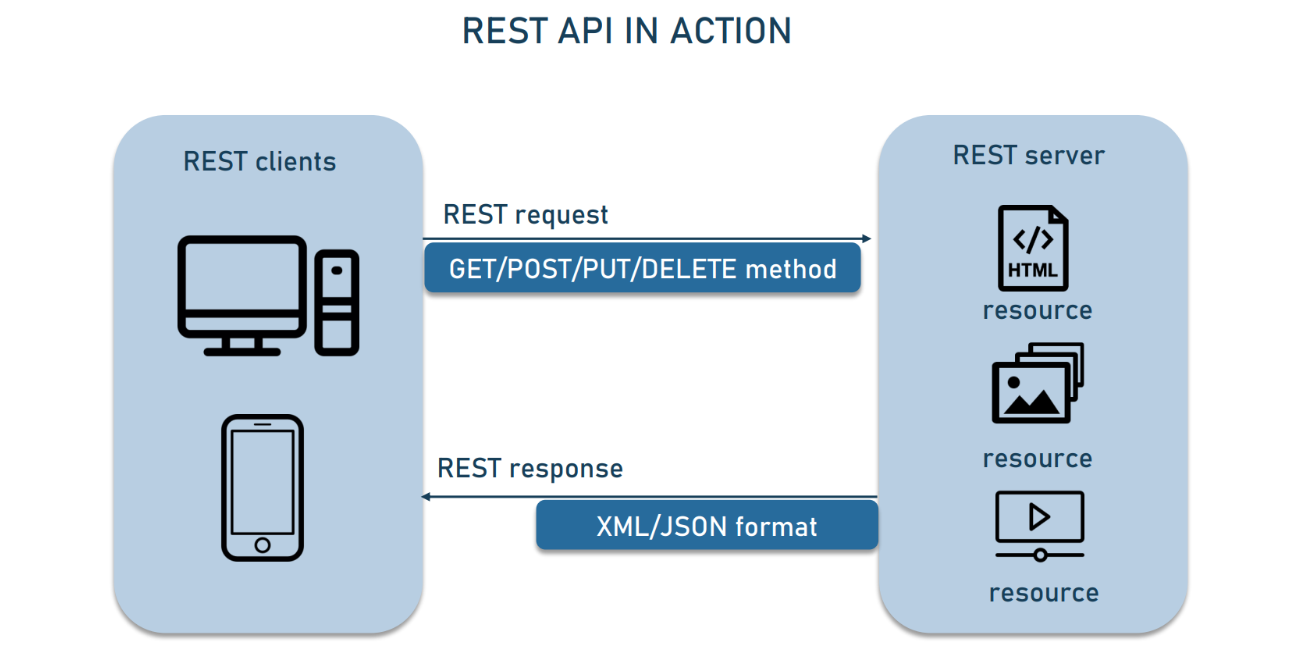 REST API IN ACTION
REST clients
REST request
GET/POST/PUT/DELETE method
REST response
XML/JSON format
REST server
</>
HTML
resource
resource
resource